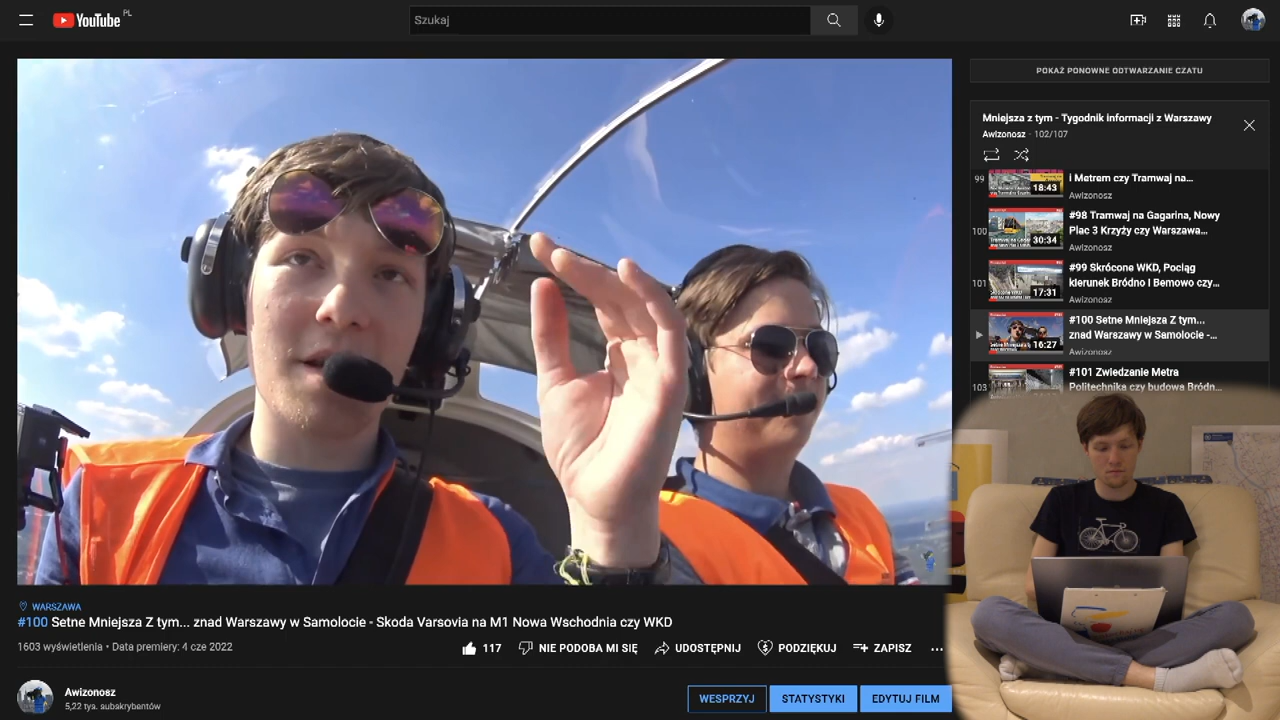 YouTube PL
Szukaj
POKAŻ PONOWNE ODTWARZANIE CZATU
Mniejsza z tym - Tygodnik informacji z Warszawy
Awizonosz - 102/107
99
18:43
i Metrem czy Tramwaj na...
Awizonosz
100
30:34
#98 Tramwaj na Gagarina, Nowy
Plac 3 Krzyży czy Warszawa...
Awizonosz
101
17:31
#99 Skrócone WKD, Pociąg
kierunek Bródno I Bemowo czy...
Awizonosz
16:27
#100 Setne Mniejsza Z tym...
znad Warszawy w Samolocie -...
Awizonosz
103
#101 Zwiedzanie Metra
Politechnika czy budowa Bródn...
WARSZAWA
#100 Setne Mniejsza Z tym... znad Warszawy w Samolocie - Skoda Varsovia na M1 Nowa Wschodnia czy WKD
1603 wyświetlenia • Data premiery: 4 cze 2022
117
NIE PODOBA MI SIĘ
UDOSTĘPNIJ
PODZIĘKUJ
ZAPISZ
...
Awizonosz
5,22 tys. subskrybentów
WESPRZYJ
STATYSTYKI
EDYTUJ FILM